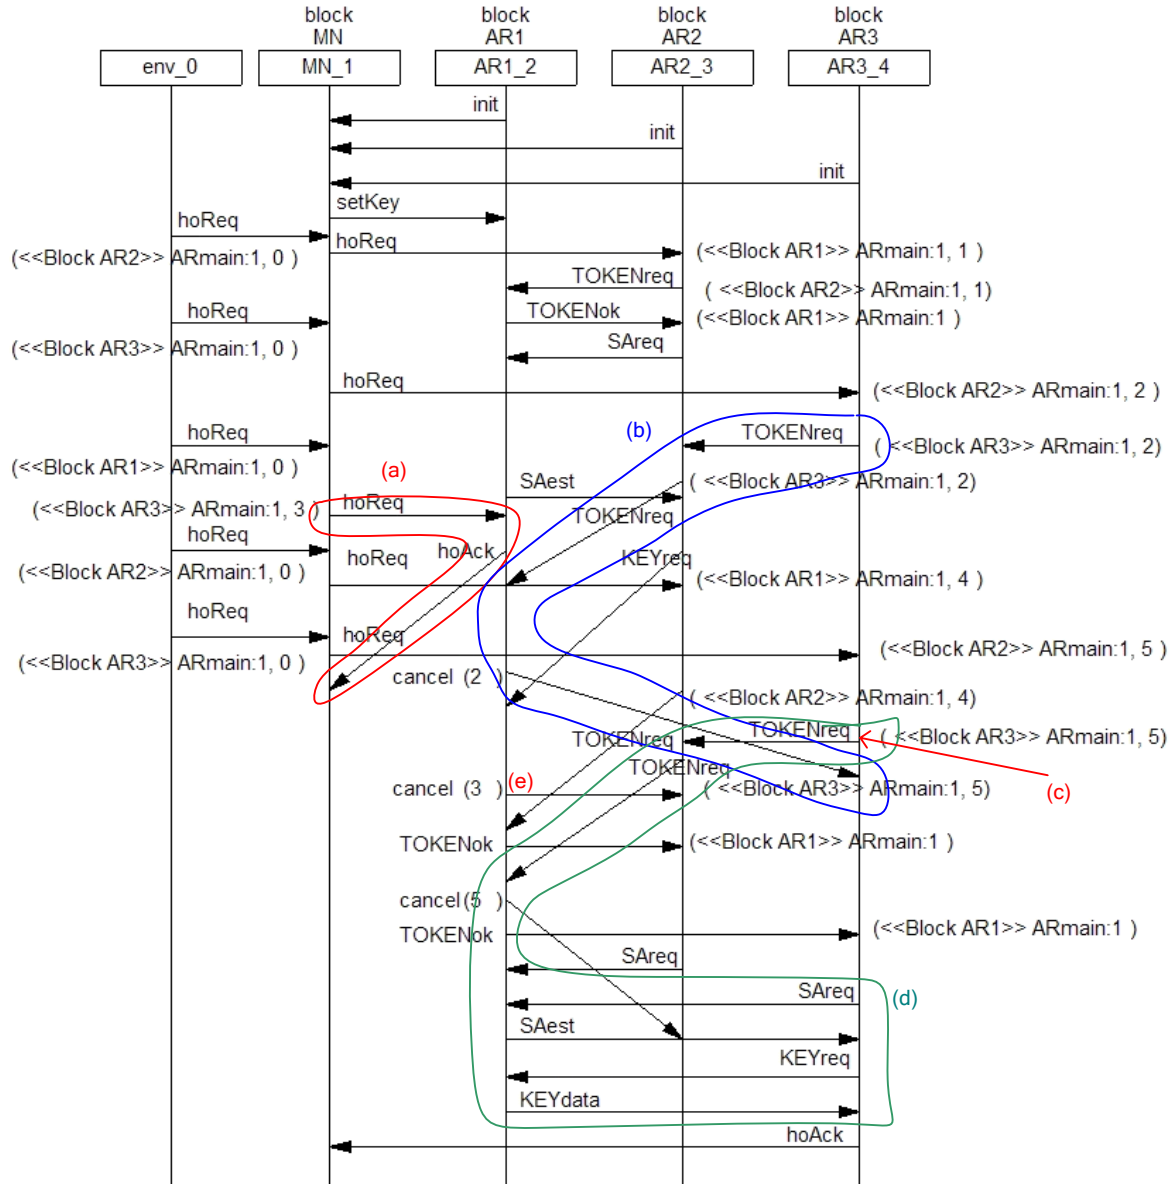 block
MN
block
AR1
block
AR2
block
AR3
env_0
MN_1
AR1_2
AR2_3
AR3_4
init
init
init
setKey
hoReq
(<<Block AR2>> ARmain:1, 0 )
hoReq
(<<Block AR1>> ARmain:1, 1 )
TOKENreq
( <<Block AR2>> ARmain:1, 1)
hoReq
TOKENok
(<<Block AR1>> ARmain:1 )
(<<Block AR3>> ARmain:1, 0 )
SAreq
hoReq
(<<Block AR2>> ARmain:1, 2 )
hoReq
(b)
TOKENreq
( <<Block AR3>> ARmain:1, 2)
(<<Block AR1>> ARmain:1, 0 )
(a)
SAest
( <<Block AR3>> ARmain:1, 2)
(<<Block AR3>> ARmain:1, 3 )
hoReq
TOKENreq
hoReq
hoAck
(<<Block AR2>> ARmain:1, 0 )
hoReq
KEYreq
(<<Block AR1>> ARmain:1, 4 )
hoReq
hoReq
(<<Block AR3>> ARmain:1, 0 )
(<<Block AR2>> ARmain:1, 5 )
cancel (2 )
( <<Block AR2>> ARmain:1, 4)
TOKENreq
TOKENreq
( <<Block AR3>> ARmain:1, 5)
TOKENreq
(c)
cancel (3 )
(e)
( <<Block AR3>> ARmain:1, 5)
TOKENok
(<<Block AR1>> ARmain:1 )
cancel (5 )
TOKENok
(<<Block AR1>> ARmain:1 )
SAreq
SAreq
(d)
SAest
KEYreq
KEYdata
hoAck